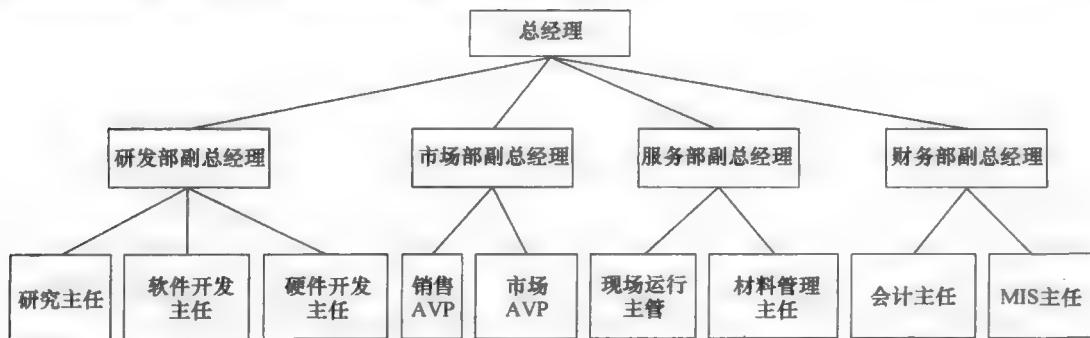 总经理
研发部副总经理
市场部副总经理
服务部副总经理
财务部副总经理
研究主任
软件开发
主任
硬件开发
主任
销售
AVP
市场
AVP
现场运行
主管
材料管理
主任
会计主任
MIS主任